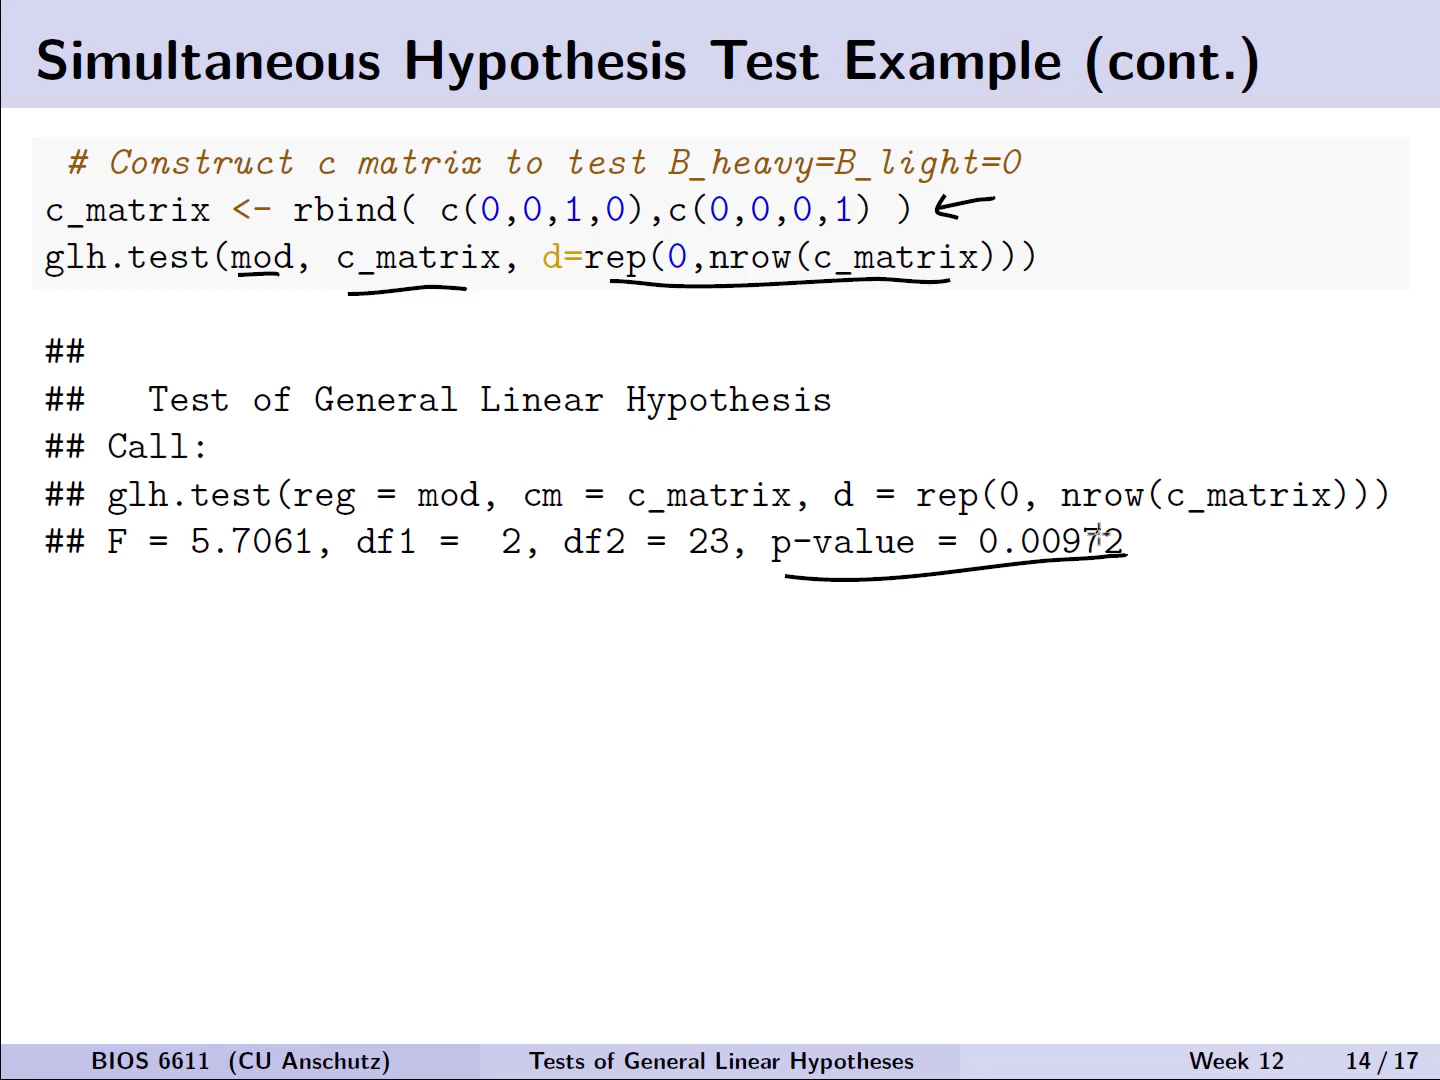 Simultaneous Hypothesis Test Example (cont.)
# Construct c matrix to test B_heavy=B_light=0
c_matrix <- rbind( c(0,0,1,0),c(0,0,0,1) )
glh.test(mod, c_matrix, d=rep(0,nrow(c_matrix)))
##
##   Test of General Linear Hypothesis
## Call:
## glh.test(reg = mod, cm = c_matrix, d = rep(0, nrow(c_matrix)))
## F = 5.7061, df1 =  2, df2 = 23, p-value = 0.00972
BIOS 6611 (CU Anschutz) Tests of General Linear Hypotheses Week 12 14 / 17